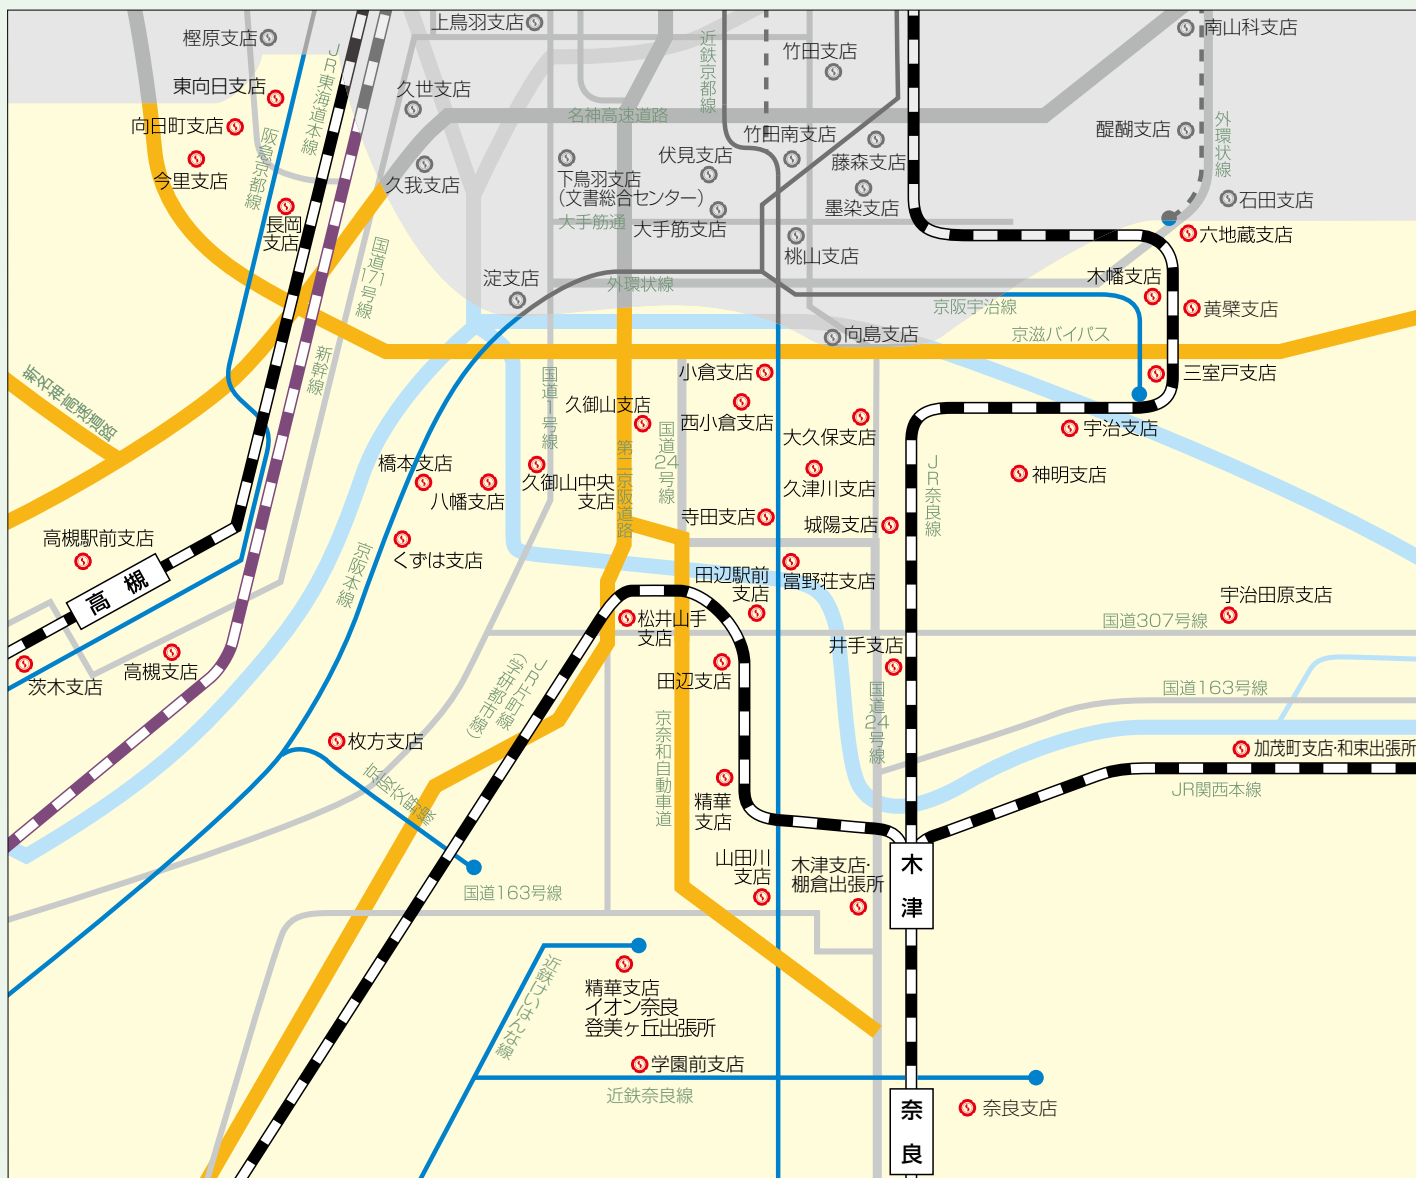 上鳥羽支店
樫原支店
南山科支店
竹田支店
近鉄京都線
JR東海道本線
東向日支店
久世支店
名神高速道路
向日町支店
阪急京都線
竹田南支店
醍醐支店
外環状線
藤森支店
伏見支店
今里支店
久我支店
下鳥羽支店
(文書総合センター)
大手筋通
大手筋支店
墨染支店
石田支店
長岡
支店
国道171号線
桃山支店
六地蔵支店
淀支店
外環状線
木幡支店
京阪宇治線
黄檗支店
京滋バイパス
向島支店
新幹線
新名神高速道路
国道1号線
小倉支店
三室戸支店
久御山支店
西小倉支店
大久保支店
宇治支店
国道24号線
第二京阪道路
橋本支店
八幡支店
久御山中央
支店
久津川支店
神明支店
JR奈良線
寺田支店
城陽支店
高槻駅前支店
くずは支店
京阪本線
田辺駅前
支店
富野荘支店
高槻
宇治田原支店
国道307号線
松井山手
支店
井手支店
茨木支店
高槻支店
JR片町線
(学研都市線)
田辺支店
国道163号線
国道24号線
枚方支店
京奈和自動車道
加茂町支店・和束出張所
京阪交野線
精華
支店
JR関西本線
山田川
支店
木津支店・
棚倉出張所
木津
国道163号線
近鉄けいはんな線
精華支店
イオン奈良
登美ヶ丘出張所
学園前支店
近鉄奈良線
奈良
奈良支店